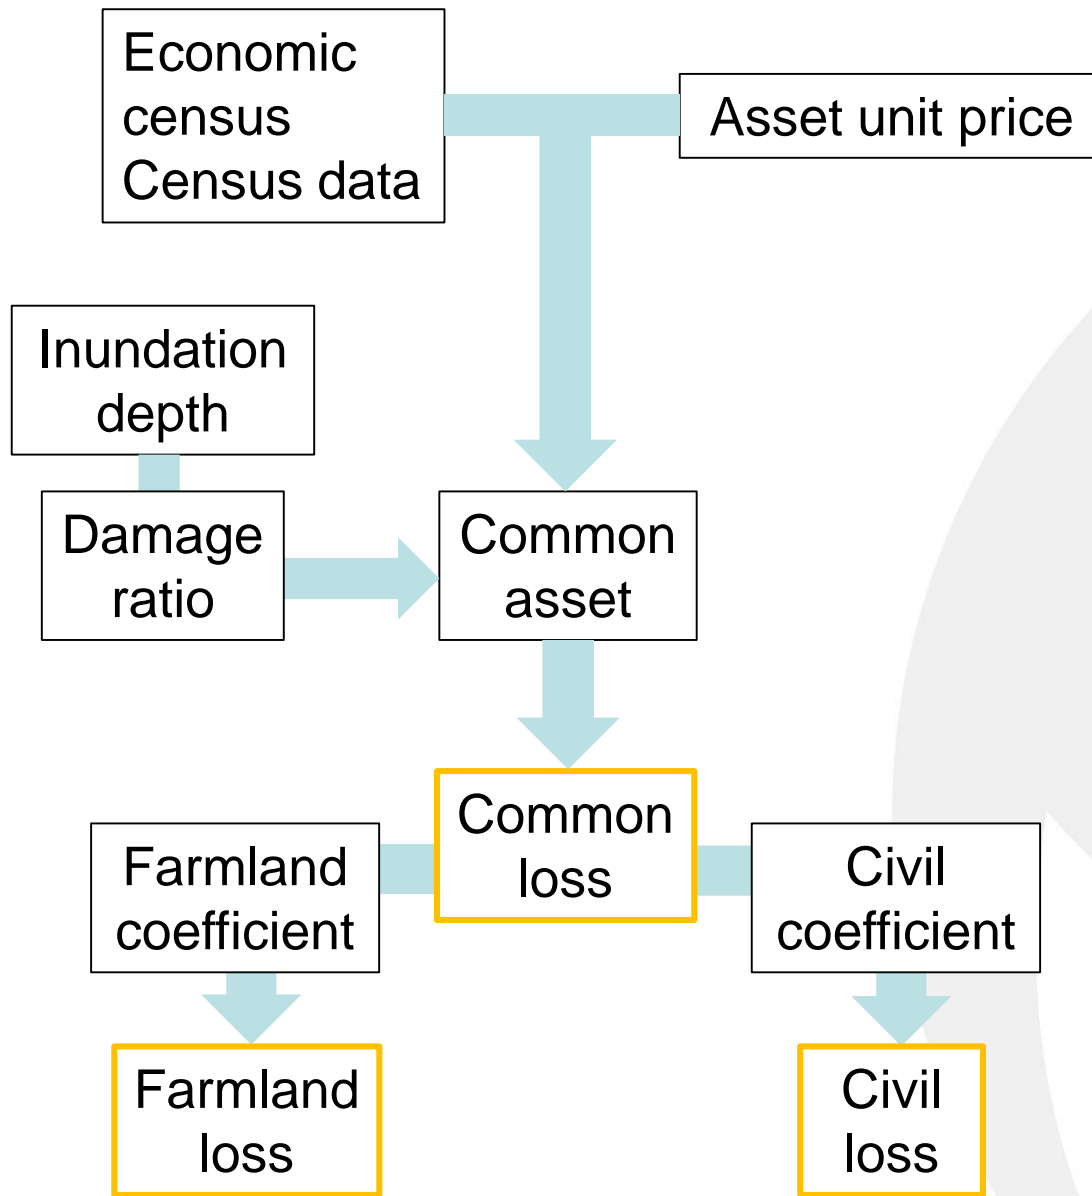 Economic
census
Census data
Asset unit price
Inundation
depth
Damage
ratio
Common
asset
Common
loss
Farmland
coefficient
Civil
coefficient
Farmland
loss
Civil
loss